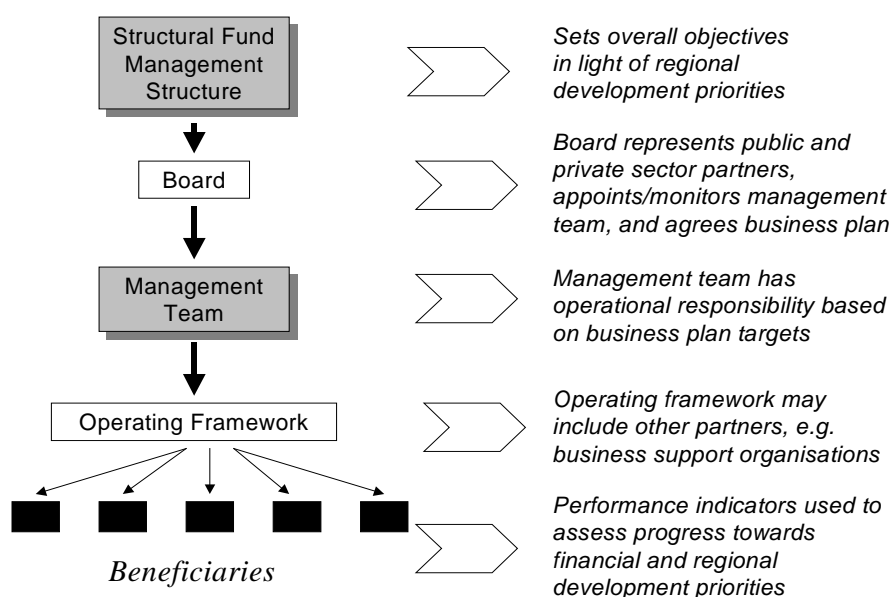 Structural Fund
Management
Structure
Sets overall objectives
in light of regional
development priorities
Board
Board represents public and
private sector partners,
appoints/monitors management
team, and agrees business plan
Management
Team
Management team has
operational responsibility based
on business plan targets
Operating Framework
Operating framework may
include other partners, e.g.
business support organisations
Beneficiaries
Performance indicators used to
assess progress towards
financial and regional
development priorities